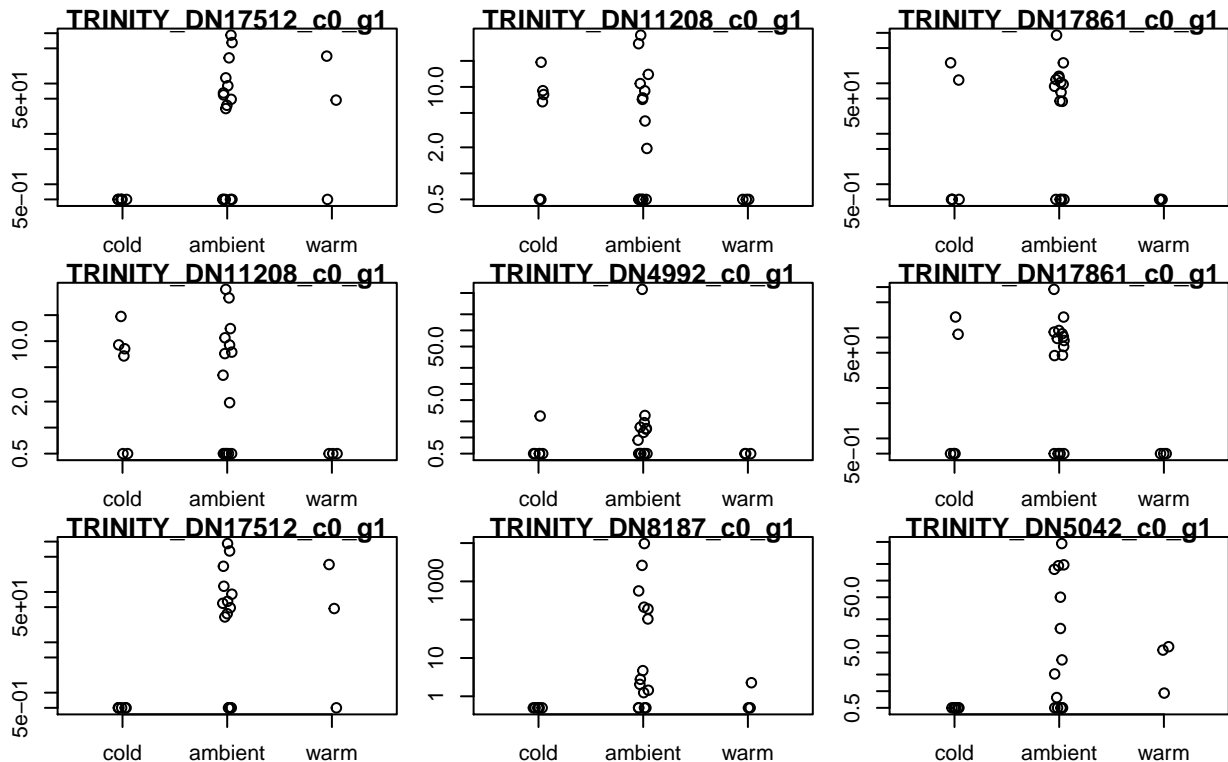 TRINITY_DN17512_c0_g1
5e−01
5e+01
cold
ambient
warm
TRINITY_DN11208_c0_g1
0.5
2.0
10.0
cold
ambient
warm
TRINITY_DN17861_c0_g1
5e−01
5e+01
cold
ambient
warm
TRINITY_DN11208_c0_g1
0.5
2.0
10.0
cold
ambient
warm
TRINITY_DN4992_c0_g1
0.5
5.0
50.0
cold
ambient
warm
TRINITY_DN17861_c0_g1
5e−01
5e+01
cold
ambient
warm
TRINITY_DN17512_c0_g1
5e−01
5e+01
cold
ambient
warm
TRINITY_DN8187_c0_g1
1
10
1000
cold
ambient
warm
TRINITY_DN5042_c0_g1
0.5
5.0
50.0
cold
ambient
warm